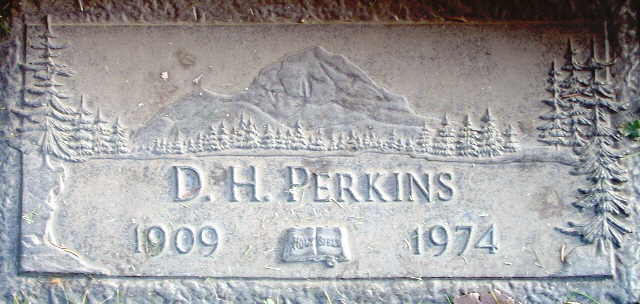 D. H. PERKINS
1909 HOLY BIBLE 1974